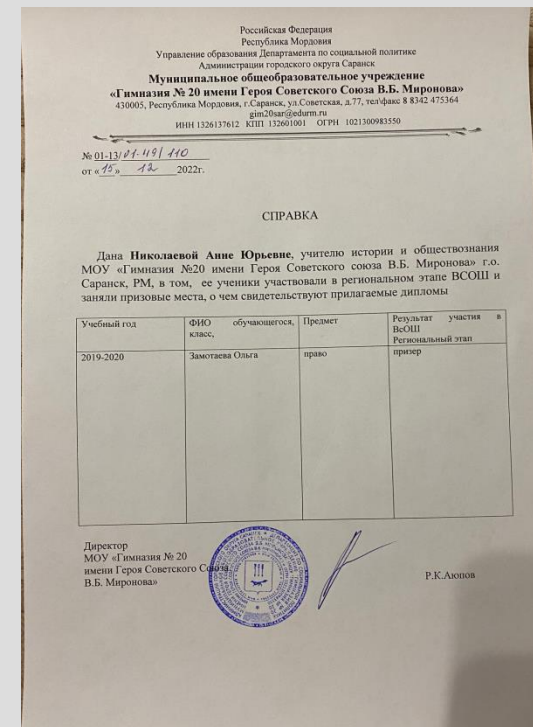 Российская Федерация
Республика Мордовия
Управление образования Департамента по социальной политике
Администрации городского округа Саранск
Муниципальное общеобразовательное учреждение
«Гимназия № 20 имени Героя Советского Союза В.Б. Миронова»
430005, Республика Мордовия, г.Саранск, ул.Советская, д.77, тел\факс 8 8342 475364
gim20sar@edurm.ru
ИНН 1326137612 КПП 132601001 ОГРН 1021300983550
№ 01-13/01-49/110
от «15» 12 2022г.
СПРАВКА
Дана Николаевой Анне Юрьевне, учителю истории и обществознания
МОУ «Гимназия №20 имени Героя Советского союза В.Б. Миронова» г.о.
Саранск, РМ, в том, ее ученики участвовали в региональном этапе ВСОШ и
заняли призовые места, о чем свидетельствуют прилагаемые дипломы
Учебный год
ФИО обучающегося,
класс,
Предмет
Результат участия в
ВсОШ
Региональный этап
2019-2020
Замотаева Ольга
право
призер
Директор
МОУ «Гимназия № 20
имени Героя Советского Союза
В.Б. Миронова»
Р.К.Аюпов